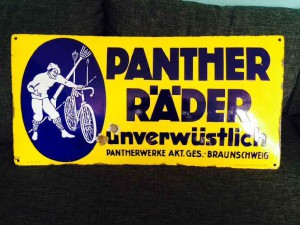 PANTHER
RÄDER
unverwüstlich
PANTHERWERKE AKT. GES. - BRAUNSCHWEIG